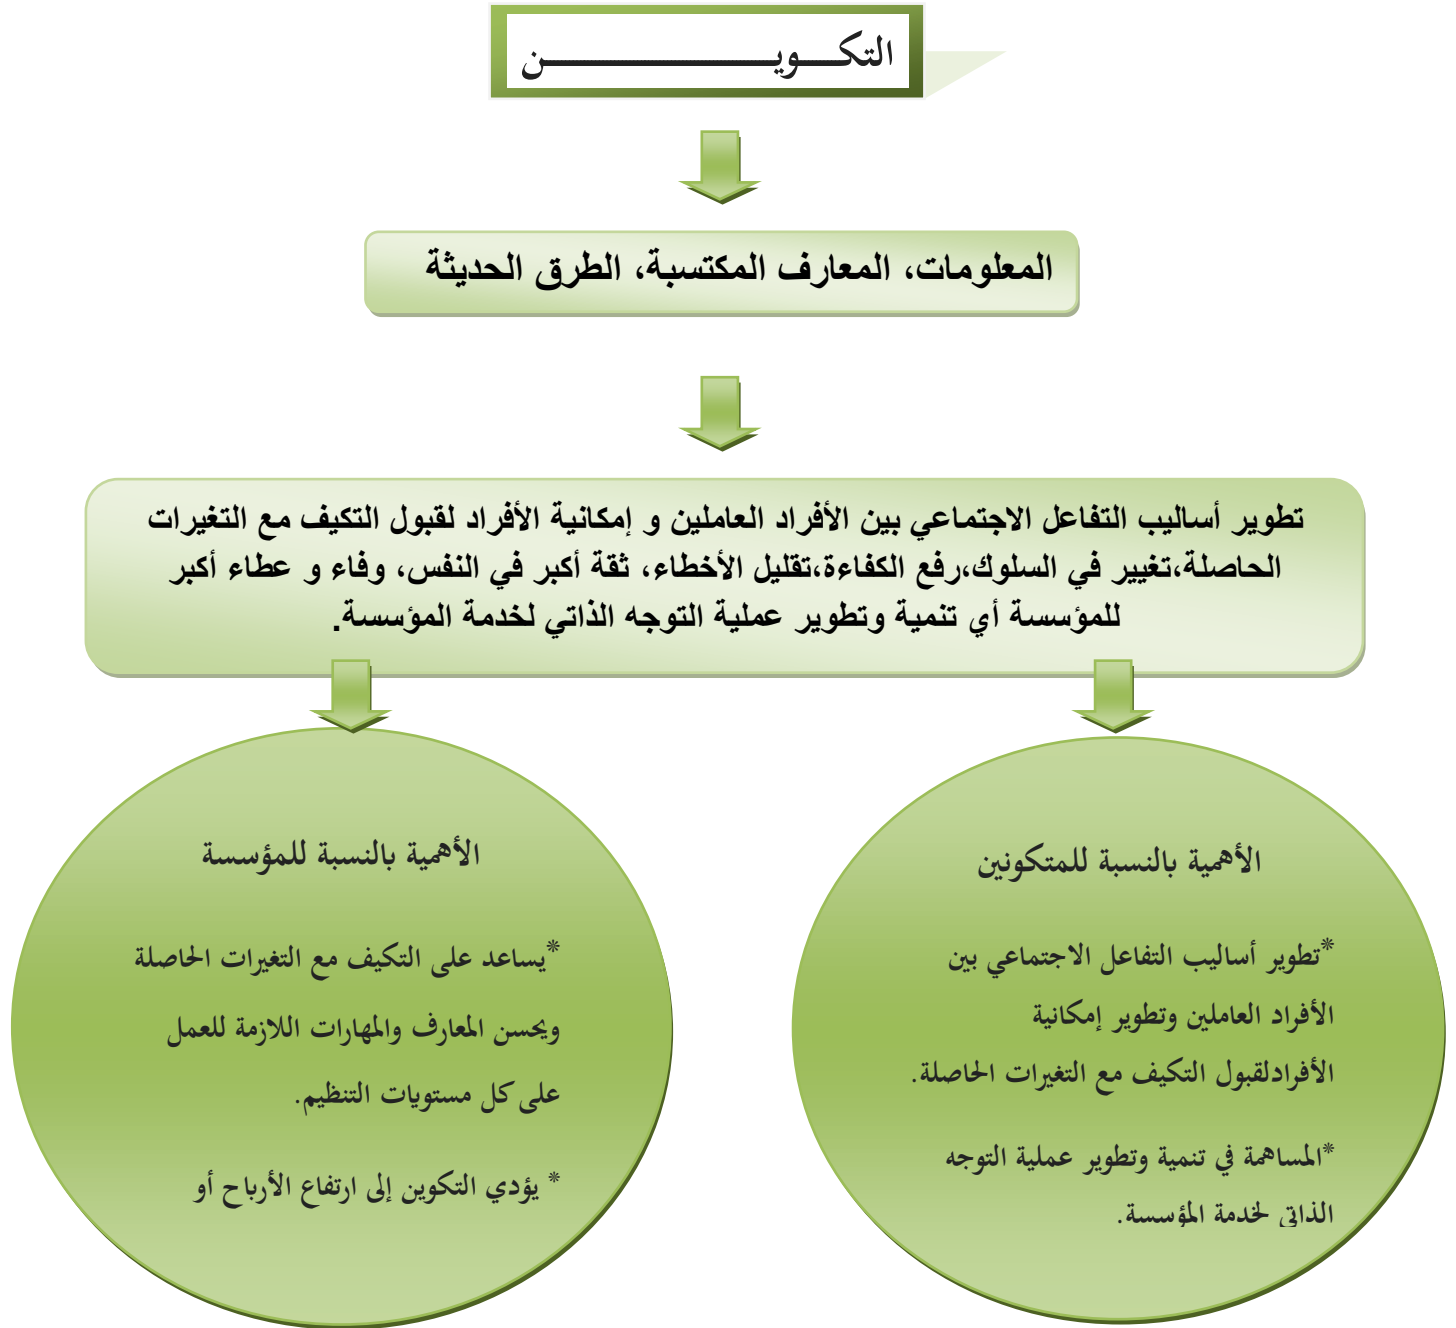 التكـــويـــــــــــــــــن
المعلومات، المعارف المكتسبة، الطرق الحديثة
تطوير أساليب التفاعل الاجتماعي بين الأفراد العاملين و إمكانية الأفراد لقبول التكيف مع التغيرات
الحاصلة،تغيير في السلوك،رفع الكفاءة،تقليل الأخطاء، ثقة أكبر في النفس، وفاء و عطاء أكبر
للمؤسسة أي تنمية وتطوير عملية التوجه الذاتي لخدمة المؤسسة.
الأهمية بالنسبة للمتكونين
*تطوير أساليب التفاعل الاجتماعي بين
الأفراد العاملين وتطوير إمكانية
الأفرادلقبول التكيف مع التغيرات الحاصلة.
*المساهمة في تنمية وتطوير عملية التوجه
الذاتي لخدمة المؤسسة.
الأهمية بالنسبة للمؤسسة
*يساعد على التكيف مع التغيرات الحاصلة
ويحسن المعارف والمهارات اللازمة للعمل
على كل مستويات التنظيم.
* يؤدي التكوين إلى ارتفاع الأرباح أو